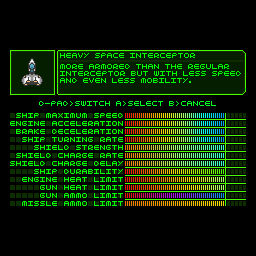 HEAVY SPACE INTERCEPTOR
MORE ARMORED THAN THE REGULAR
INTERCEPTOR BUT WITH LESS SPEED
AND EVEN LESS MOBILITY.
D-PAD>SWITCH A>SELECT B>CANCEL
SHIP MAXIMUM SPEED
ENGINE ACCELERATION
BRAKE DECELERATION
SHIP TURNING RATE
SHIELD STRENGTH
SHIELD CHARGE RATE
SHIELD CHARGE DELAY
SHIP DURABILITY
ENGINE HEAT LIMIT
GUN HEAT LIMIT
GUN AMMO LIMIT
MISSLE AMMO LIMIT